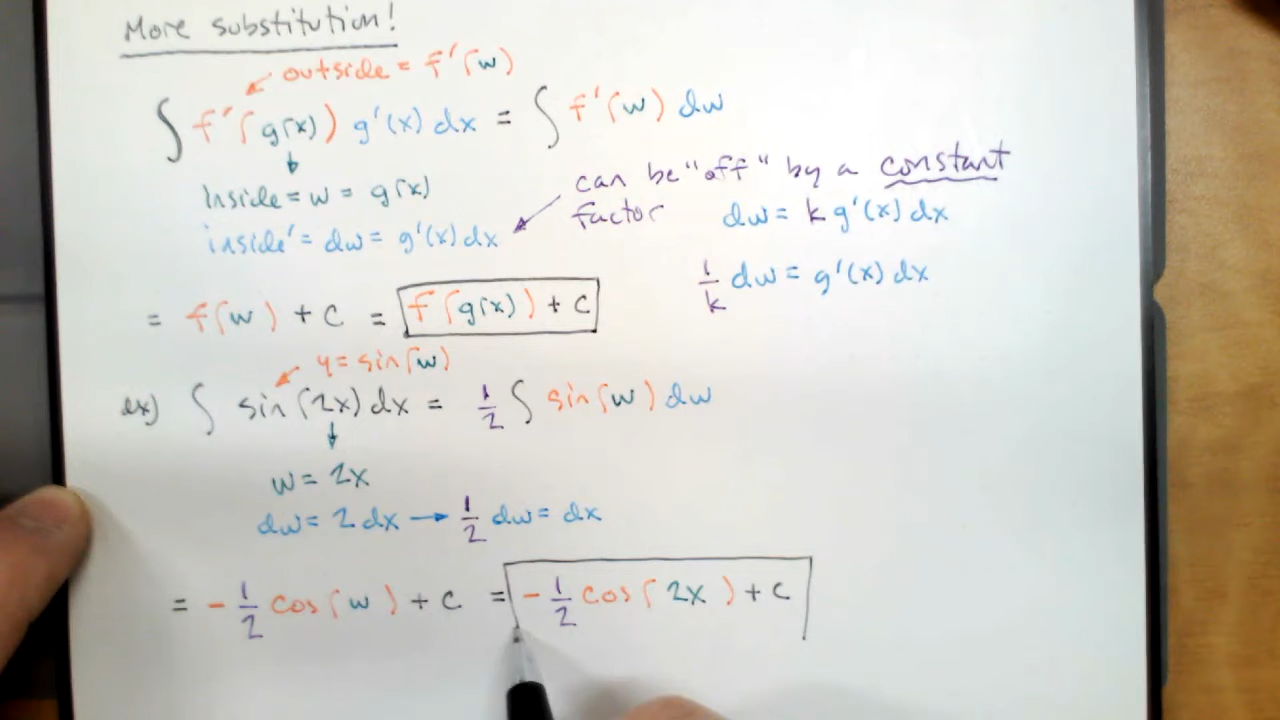 More substitution!
outside = f'(w)
∫ f'(g(x)) g'(x) dx = ∫ f'(w) dw
Inside = w = g(x)
inside' = dw = g'(x) dx
can be "off" by a constant
factor
dw = k g'(x) dx
1/k dw = g'(x) dx
= f(w) + C = f(g(x)) + C
y = sin(w)
ex) ∫ sin(2x) dx = 1/2 ∫ sin(w) dw
w = 2x
dw = 2 dx → 1/2 dw = dx
= - 1/2 cos(w) + C = - 1/2 cos(2x) + C